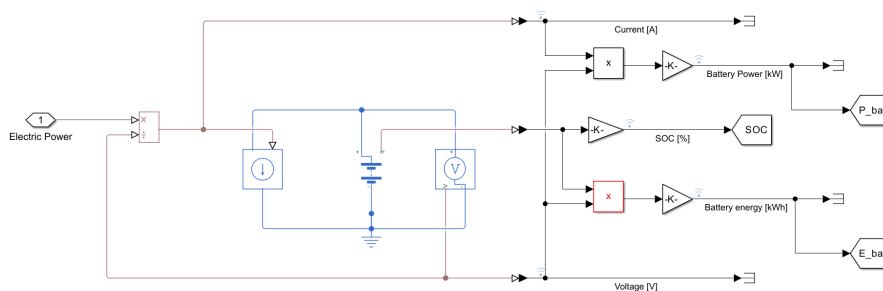 Current [A]
x
-K-
Battery Power [kW]
1
Electric Power
×
÷
P_ba
-K-
SOC [%]
SOC
V
x
-K-
Battery energy [kWh]
E_ba
Voltage [V]